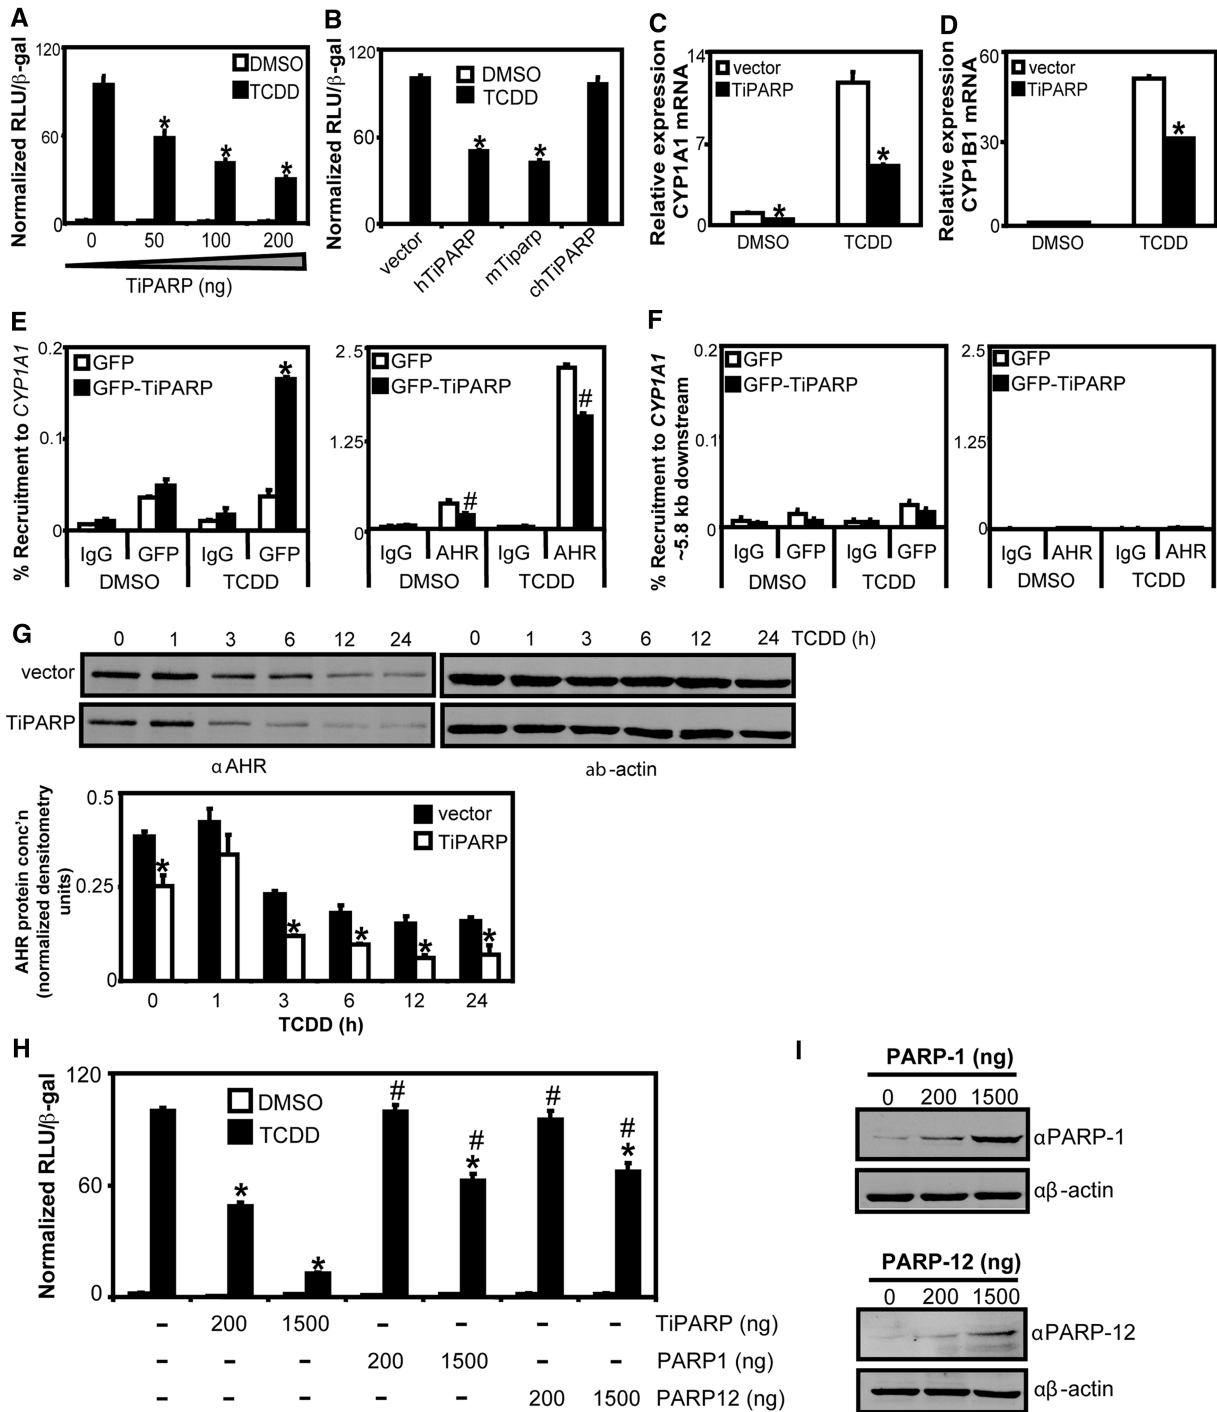 A
Normalized RLU/β-gal
120
60
0
DMSO
TCDD
*
*
*
0 50 100 200
TiPARP (ng)
B
Normalized RLU/β-gal
120
60
0
DMSO
TCDD
*
*
vector hTiPARP mTiparp chTiPARP
C
Relative expression
CYP1A1 mRNA
14
7
0
vector
TiPARP
*
*
DMSO TCDD
D
Relative expression
CYP1B1 mRNA
60
30
0
vector
TiPARP
*
DMSO TCDD
E
% Recruitment to CYP1A1
0.2
0.1
0
GFP
GFP-TiPARP
*
IgG GFP IgG GFP
DMSO TCDD
2.5
1.25
0
GFP
GFP-TiPARP
#
#
IgG AHR IgG AHR
DMSO TCDD
F
% Recruitment to CYP1A1
~5.8 kb downstream
0.2
0.1
0
GFP
GFP-TiPARP
IgG GFP IgG GFP
DMSO TCDD
2.5
1.25
0
GFP
GFP-TiPARP
IgG AHR IgG AHR
DMSO TCDD
G
0 1 3 6 12 24 0 1 3 6 12 24 TCDD (h)
vector
TiPARP
αAHR ab-actin
AHR protein conc'n
(normalized densitometry
units)
0.5
0.25
0
vector
TiPARP
*
*
*
*
*
0 1 3 6 12 24
TCDD (h)
H
Normalized RLU/β-gal
120
60
0
DMSO
TCDD
*
*
#
#
*
#
#
*
– 200 1500 – – – – TiPARP (ng)
– – – 200 1500 – – PARP1 (ng)
– – – – – 200 1500 PARP12 (ng)
I
PARP-1 (ng)
0 200 1500
αPARP-1
αβ-actin
PARP-12 (ng)
0 200 1500
αPARP-12
αβ-actin